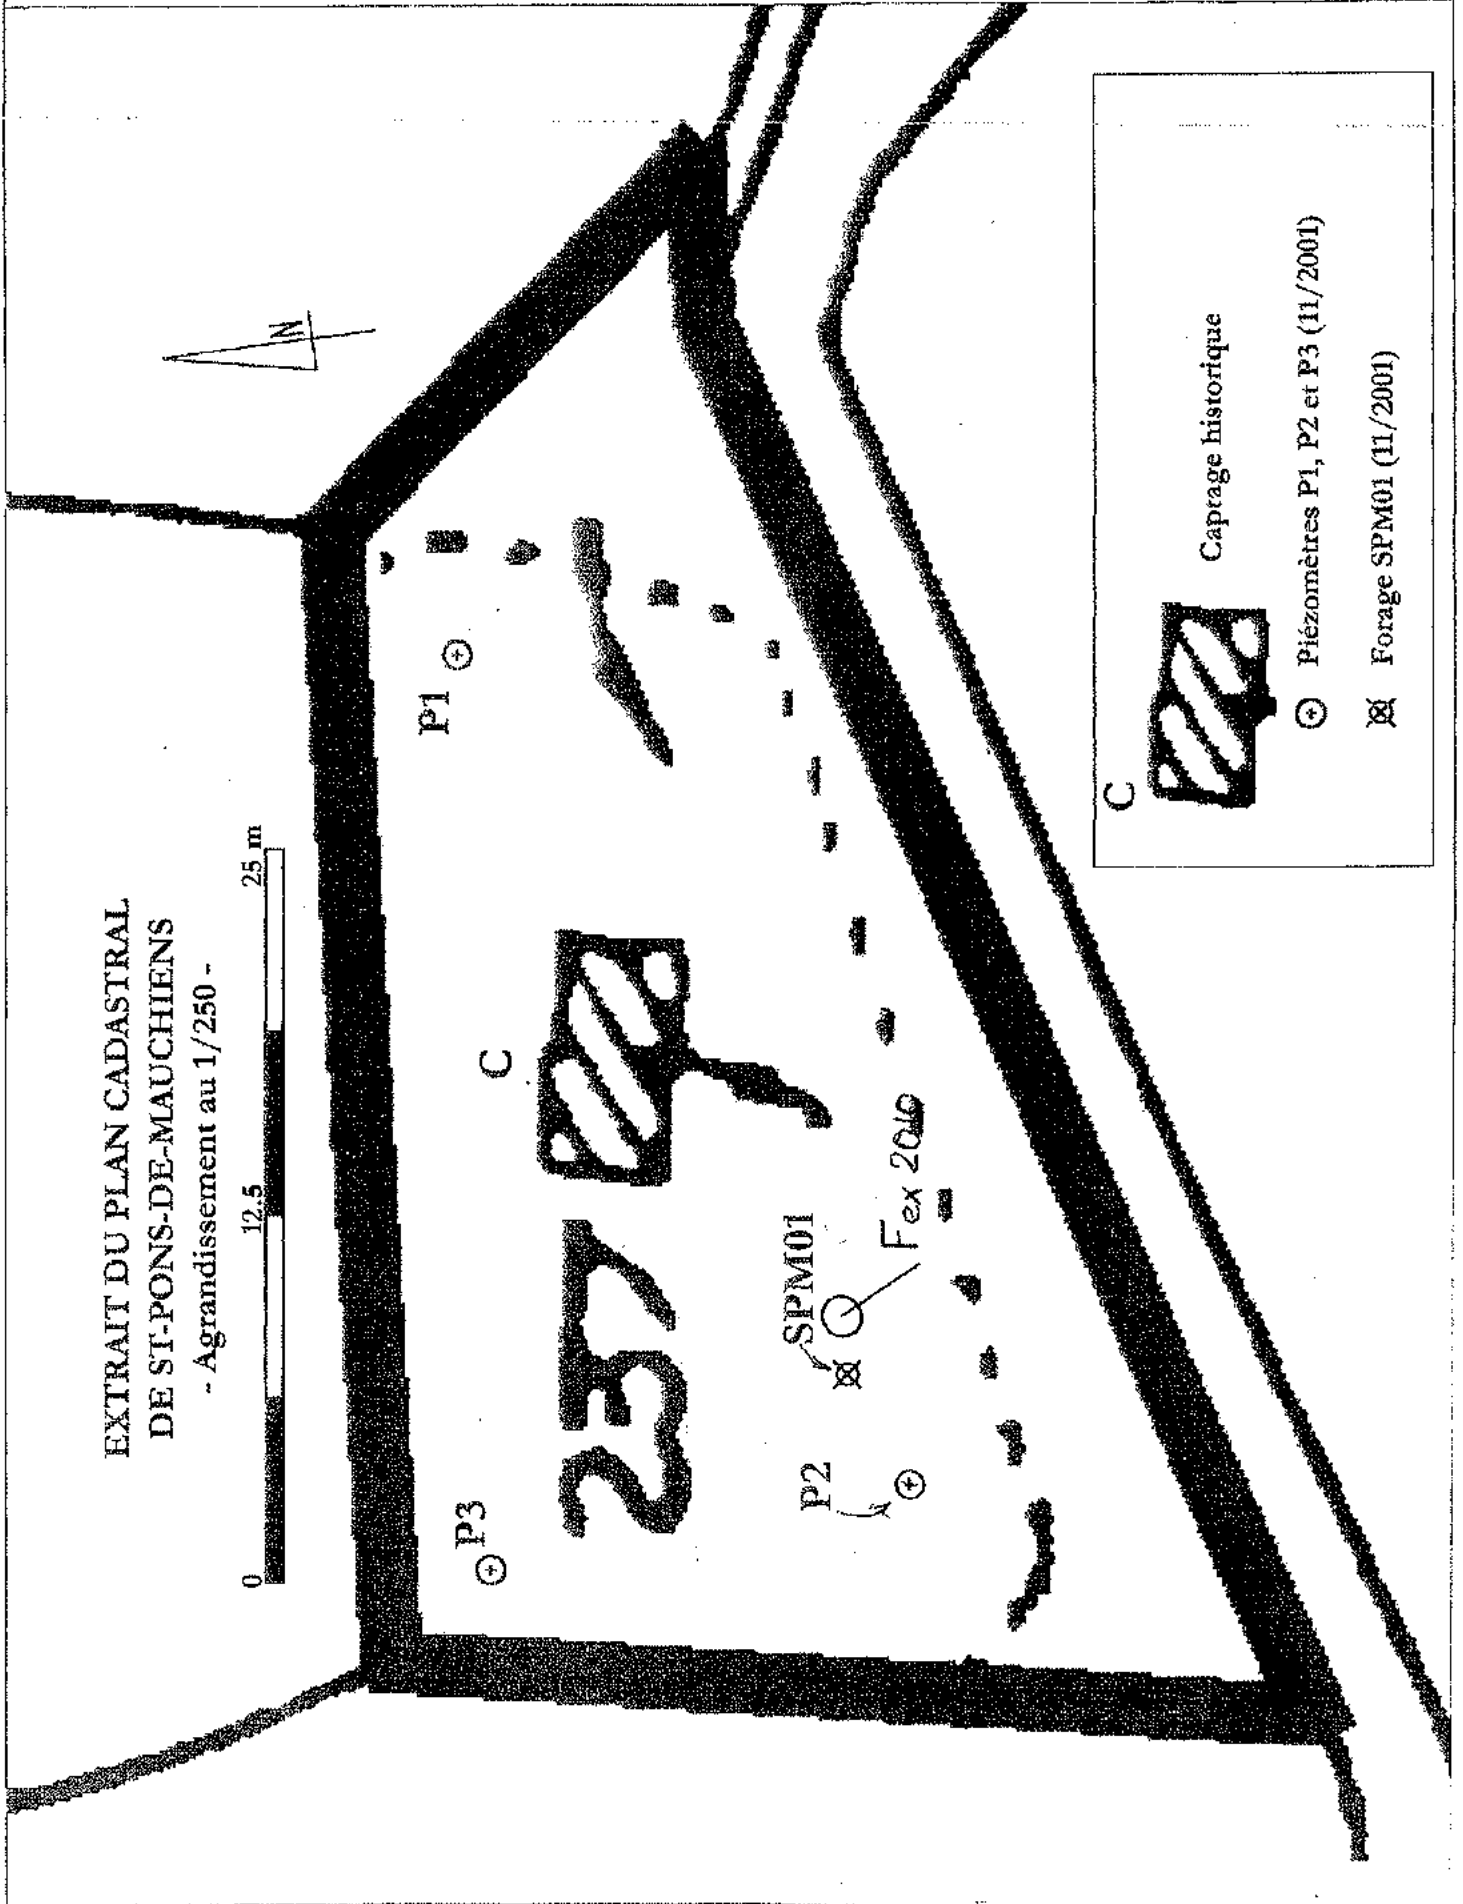 EXTRAIT DU PLAN CADASTRAL
DE ST-PONS-DE-MAUCHIENS
- Agrandissement au 1/250 -
0
12.5
25 m
N
P3
P1
C
237
P2
SPM01
Fex 2010
C
Captage historique
Piézomètres P1, P2 et P3 (11/2001)
Forage SPM01 (11/2001)